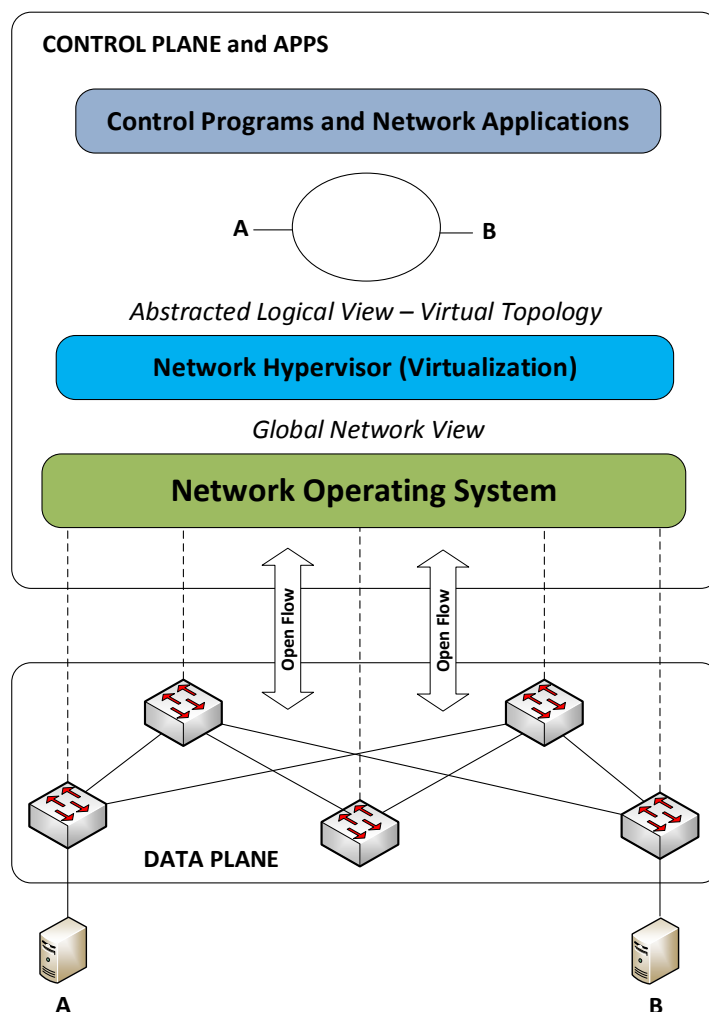 CONTROL PLANE and APPS
Control Programs and Network Applications
A
B
Abstracted Logical View – Virtual Topology
Network Hypervisor (Virtualization)
Global Network View
Network Operating System
Open Flow
Open Flow
DATA PLANE
A
B